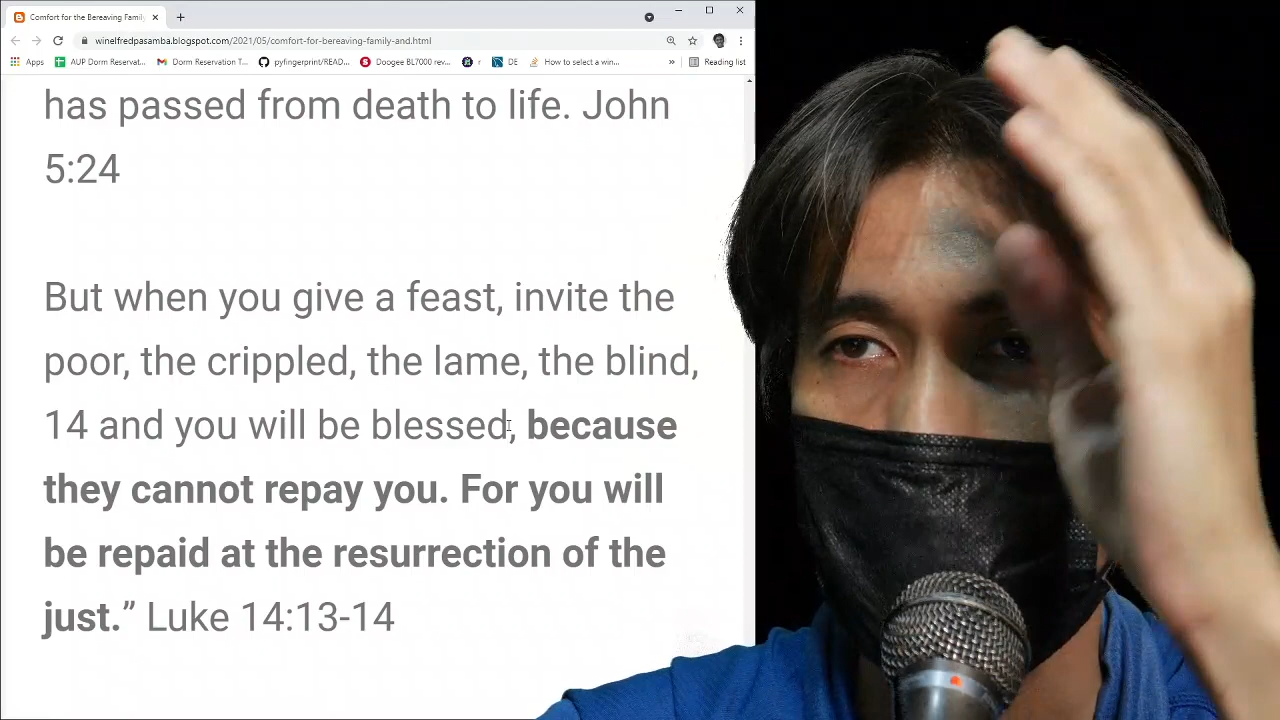 Comfort for the Bereaving Family
winelfredpasamba.blogspot.com/2021/05/comfort-for-bereaving-family-and.html
Apps AUP Dorm Reservat... Dorm Reservation T... pyfingerprint/READ... Doogee BL7000 rev... r DE How to select a win... » Reading list
has passed from death to life. John
5:24
But when you give a feast, invite the
poor, the crippled, the lame, the blind,
14 and you will be blessed, because
they cannot repay you. For you will
be repaid at the resurrection of the
just.” Luke 14:13-14